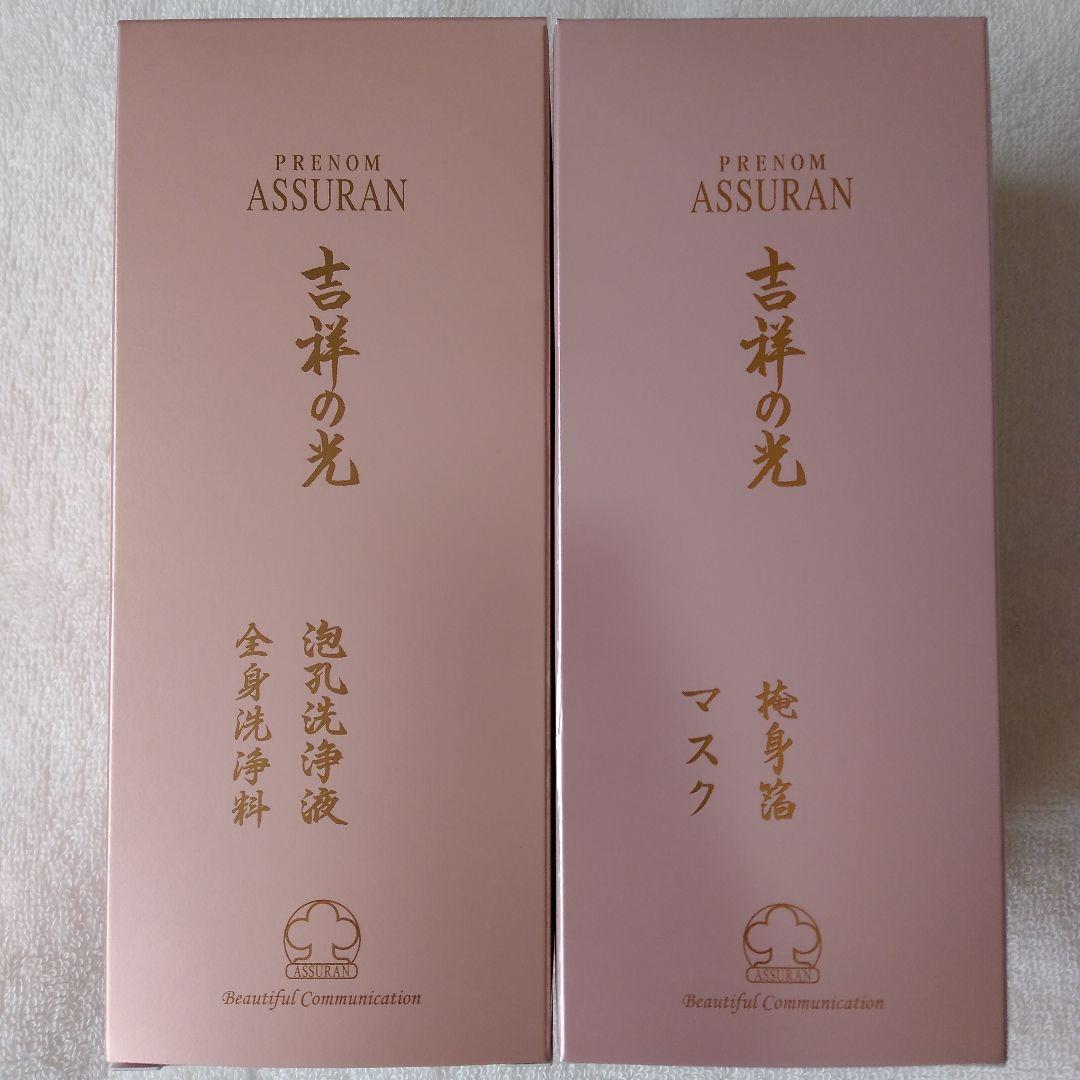 PRENOM
ASSURAN
吉祥の光
泡孔洗浄液
全身洗浄料
ASSURAN
Beautiful Communication
PRENOM
ASSURAN
吉祥の光
掩身箔
マスク
ASSURAN
Beautiful Communication